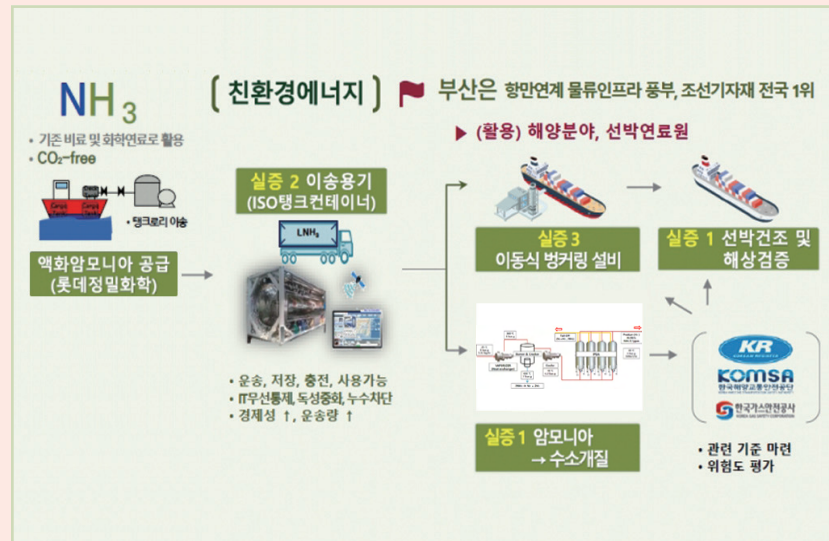 NH₃
[친환경에너지]
부산은 항만연계 물류인프라 풍부, 조선기자재 전국 1위
• 기존 비료 및 화학연료로 활용
• CO₂-free
▶ (활용) 해양분야, 선박연료원
• 탱크로리 이송
액화암모니아 공급
(롯데정밀화학)
실증 2 이송용기
(ISO탱크컨테이너)
LNH₃
• 운송, 저장, 충전, 사용가능
• IT무선통제, 독성중화, 누수차단
• 경제성 ↑, 운송량 ↑
실증 3
이동식 벙커링 설비
실증 1 선박건조 및
해상검증
실증 1 암모니아
→ 수소개질
KR
KOREAN REGISTER
KOMSA
한국해양교통안전공단
한국가스안전공사
KOREA GAS SAFETY CORPORATION
• 관련 기준 마련
• 위험도 평가